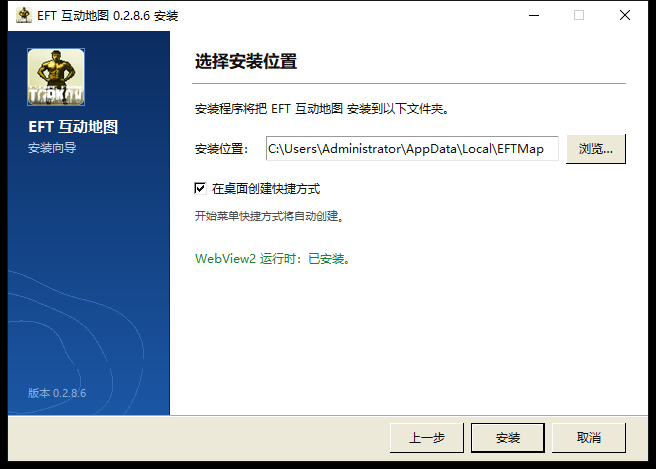 EFT 互动地图 0.2.8.6 安装
TARKOV
EFT 互动地图
安装向导
版本 0.2.8.6
选择安装位置
安装程序将把 EFT 互动地图 安装到以下文件夹。
安装位置： C:\Users\Administrator\AppData\Local\EFTMap 浏览...
在桌面创建快捷方式
开始菜单快捷方式将自动创建。
WebView2 运行时：已安装。
上一步 安装 取消